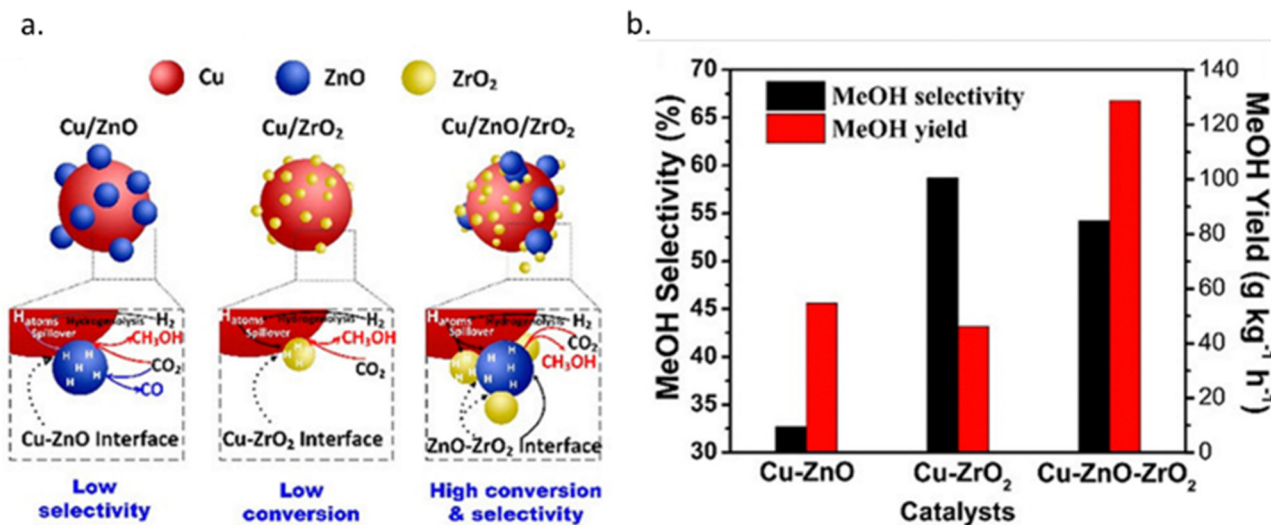 a.
Cu
ZnO
ZrO₂
Cu/ZnO
Cu/ZrO₂
Cu/ZnO/ZrO₂
H atoms
Spillover
Hydrogenolysis
H₂
CH₃OH
CO₂
CO
H
H
H
H
H
Cu-ZnO Interface
Low
selectivity
H atoms
Spillover
Hydrogenolysis
H₂
CH₃OH
CO₂
H
H
H
Cu-ZrO₂ Interface
Low
conversion
H atoms
Spillover
Hydrogenolysis
H₂
CO₂
CH₃OH
H
H
H
H
H
H
H
ZnO-ZrO₂ Interface
High conversion
& selectivity
b.
MeOH Selectivity (%)
70
65
60
55
50
45
40
35
30
MeOH selectivity
MeOH yield
140
120
100
80
60
40
20
0
MeOH Yield (g kg⁻¹ h⁻¹)
Cu-ZnO
Cu-ZrO₂
Cu-ZnO-ZrO₂
Catalysts